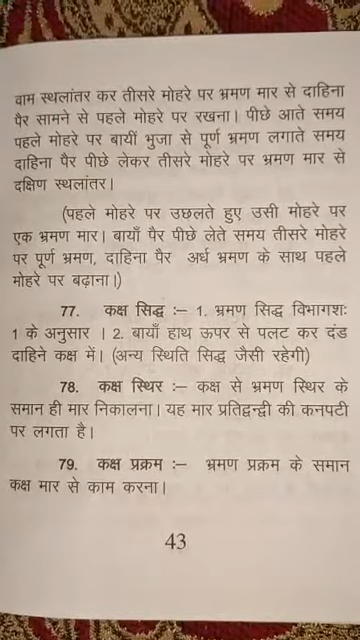 वाम स्थलांतर कर तीसरे मोहरे पर भ्रमण मार से दाहिना
पैर सामने से पहले मोहरे पर रखना। पीछे आते समय
पहले मोहरे पर बायीं भुजा से पूर्ण भ्रमण लगाते समय
दाहिना पैर पीछे लेकर तीसरे मोहरे पर भ्रमण मार से
दक्षिण स्थलांतर।
(पहले मोहरे पर उछलते हुए उसी मोहरे पर
एक भ्रमण मार। बायाँ पैर पीछे लेते समय तीसरे मोहरे
पर पूर्ण भ्रमण, दाहिना पैर अर्ध भ्रमण के साथ पहले
मोहरे पर बढ़ाना।)
77. कक्ष सिद्ध :– 1. भ्रमण सिद्ध विभागशः
1 के अनुसार । 2. बायाँ हाथ ऊपर से पलट कर दंड
दाहिने कक्ष में। (अन्य स्थिति सिद्ध जैसी रहेगी)
78. कक्ष स्थिर :– कक्ष से भ्रमण स्थिर के
समान ही मार निकालना। यह मार प्रतिद्वन्दी की कनपटी
पर लगता है।
79. कक्ष प्रक्रम :– भ्रमण प्रक्रम के समान
कक्ष मार से काम करना।
43